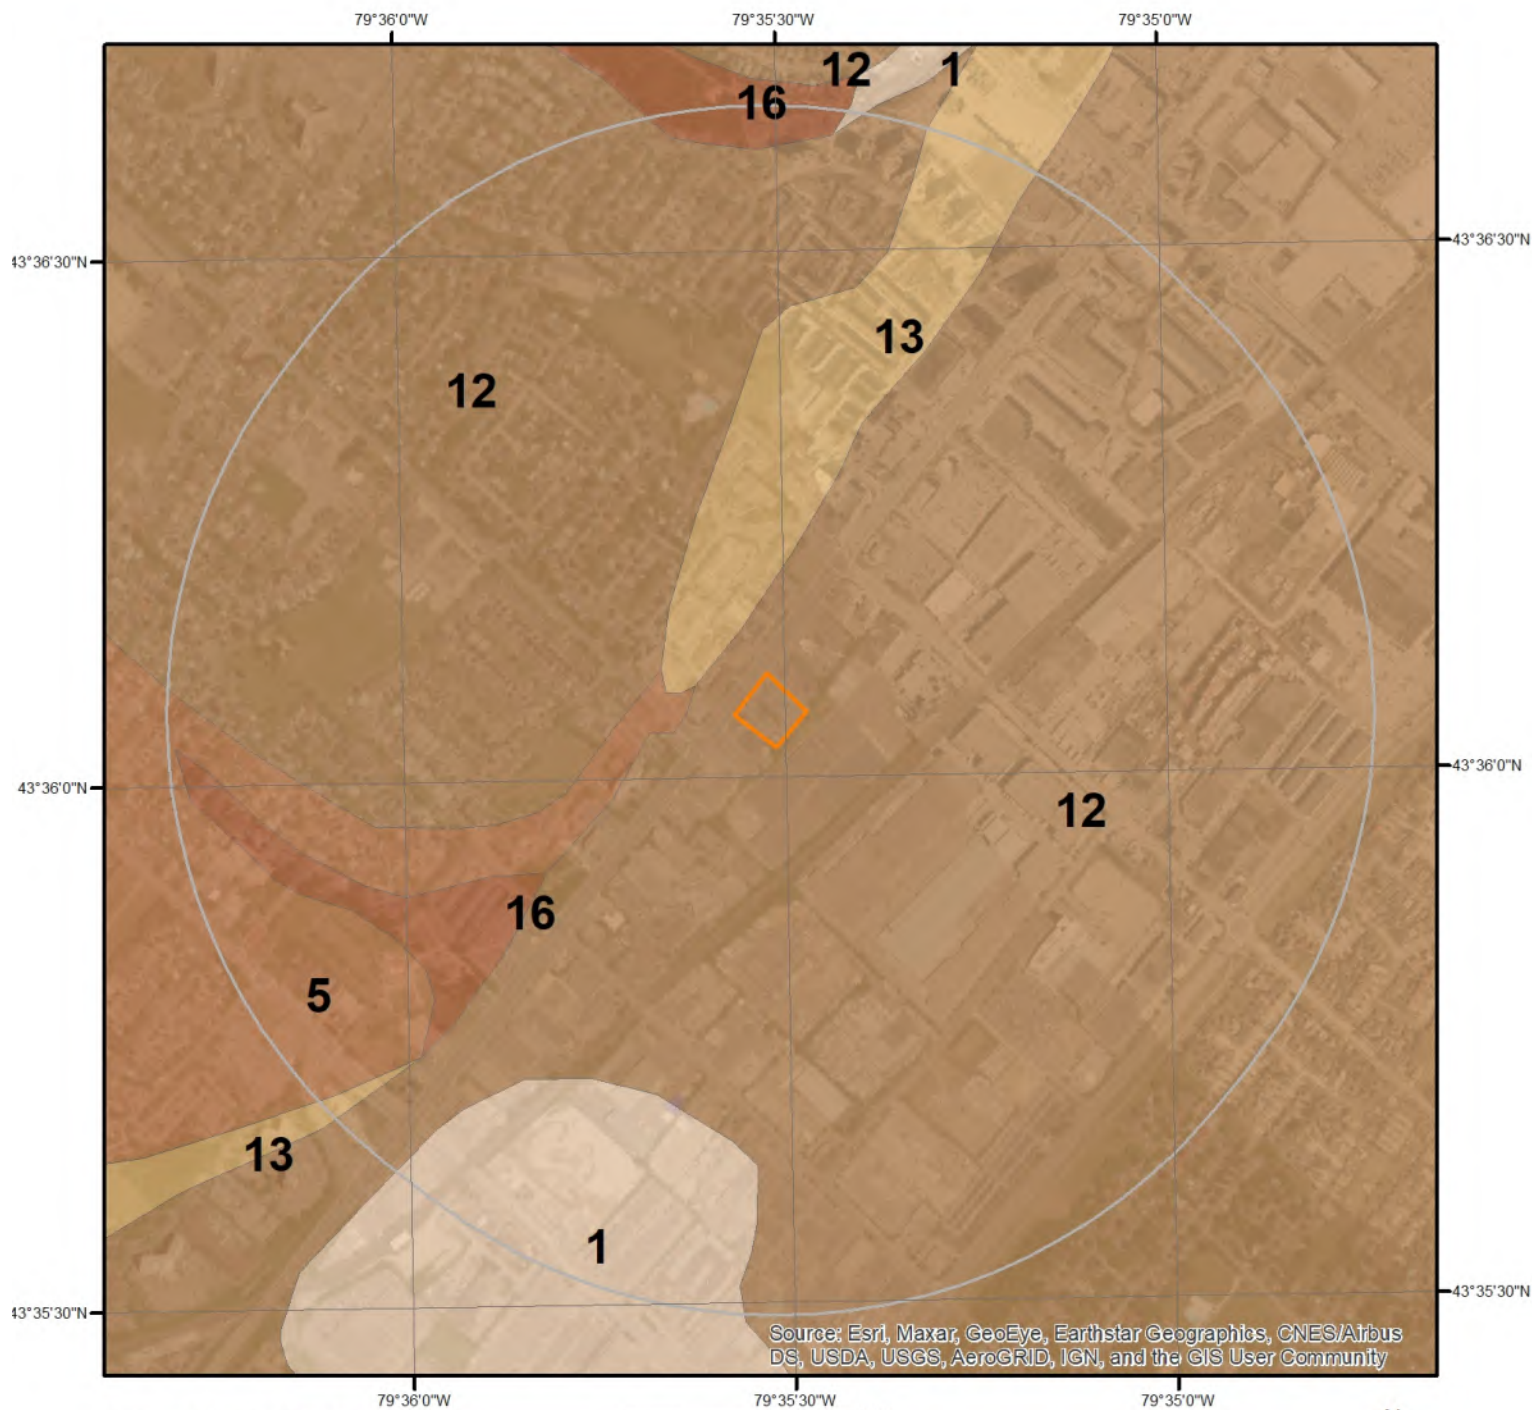 79°36'0"W 79°35'30"W 79°35'0"W
12 1
16
43°36'30"N
3°36'30"N
13
12
43°36'0"N
43°36'0"N
12
16
5
13
1
43°35'30"N
3°35'30"N
Source: Esri, Maxar, GeoEye, Earthstar Geographics, CNES/Airbus
DS, USDA, USGS, AeroGRID, IGN, and the GIS User Community
79°36'0"W 79°35'30"W 79°35'0"W